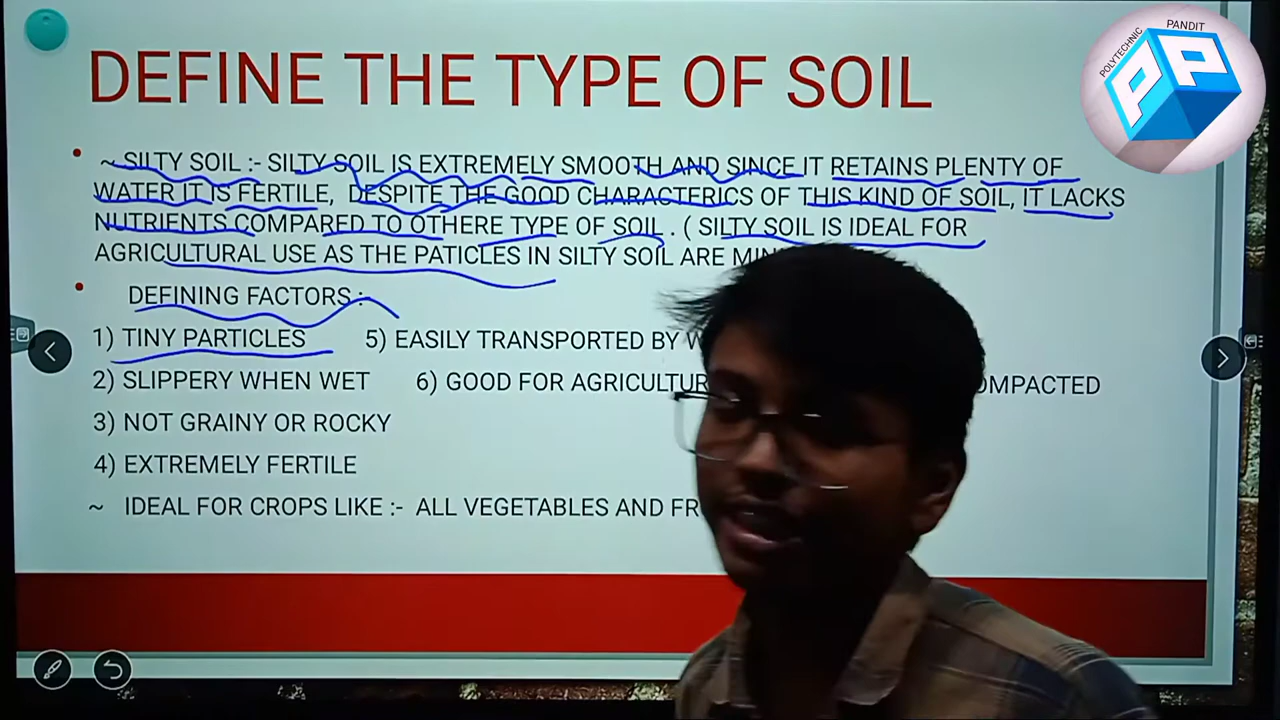 POLYTECHNIC PANDIT
PP
DEFINE THE TYPE OF SOIL
• ~ SILTY SOIL :- SILTY SOIL IS EXTREMELY SMOOTH AND SINCE IT RETAINS PLENTY OF
WATER IT IS FERTILE, DESPITE THE GOOD CHARACTERICS OF THIS KIND OF SOIL, IT LACKS
NUTRIENTS COMPARED TO OTHERE TYPE OF SOIL . ( SILTY SOIL IS IDEAL FOR
AGRICULTURAL USE AS THE PATICLES IN SILTY SOIL ARE
• DEFINING FACTORS :-
1) TINY PARTICLES 5) EASILY TRANSPORTED BY
2) SLIPPERY WHEN WET 6) GOOD FOR
3) NOT GRAINY OR ROCKY
4) EXTREMELY FERTILE
~ IDEAL FOR CROPS LIKE :- ALL VEGETABLES AND